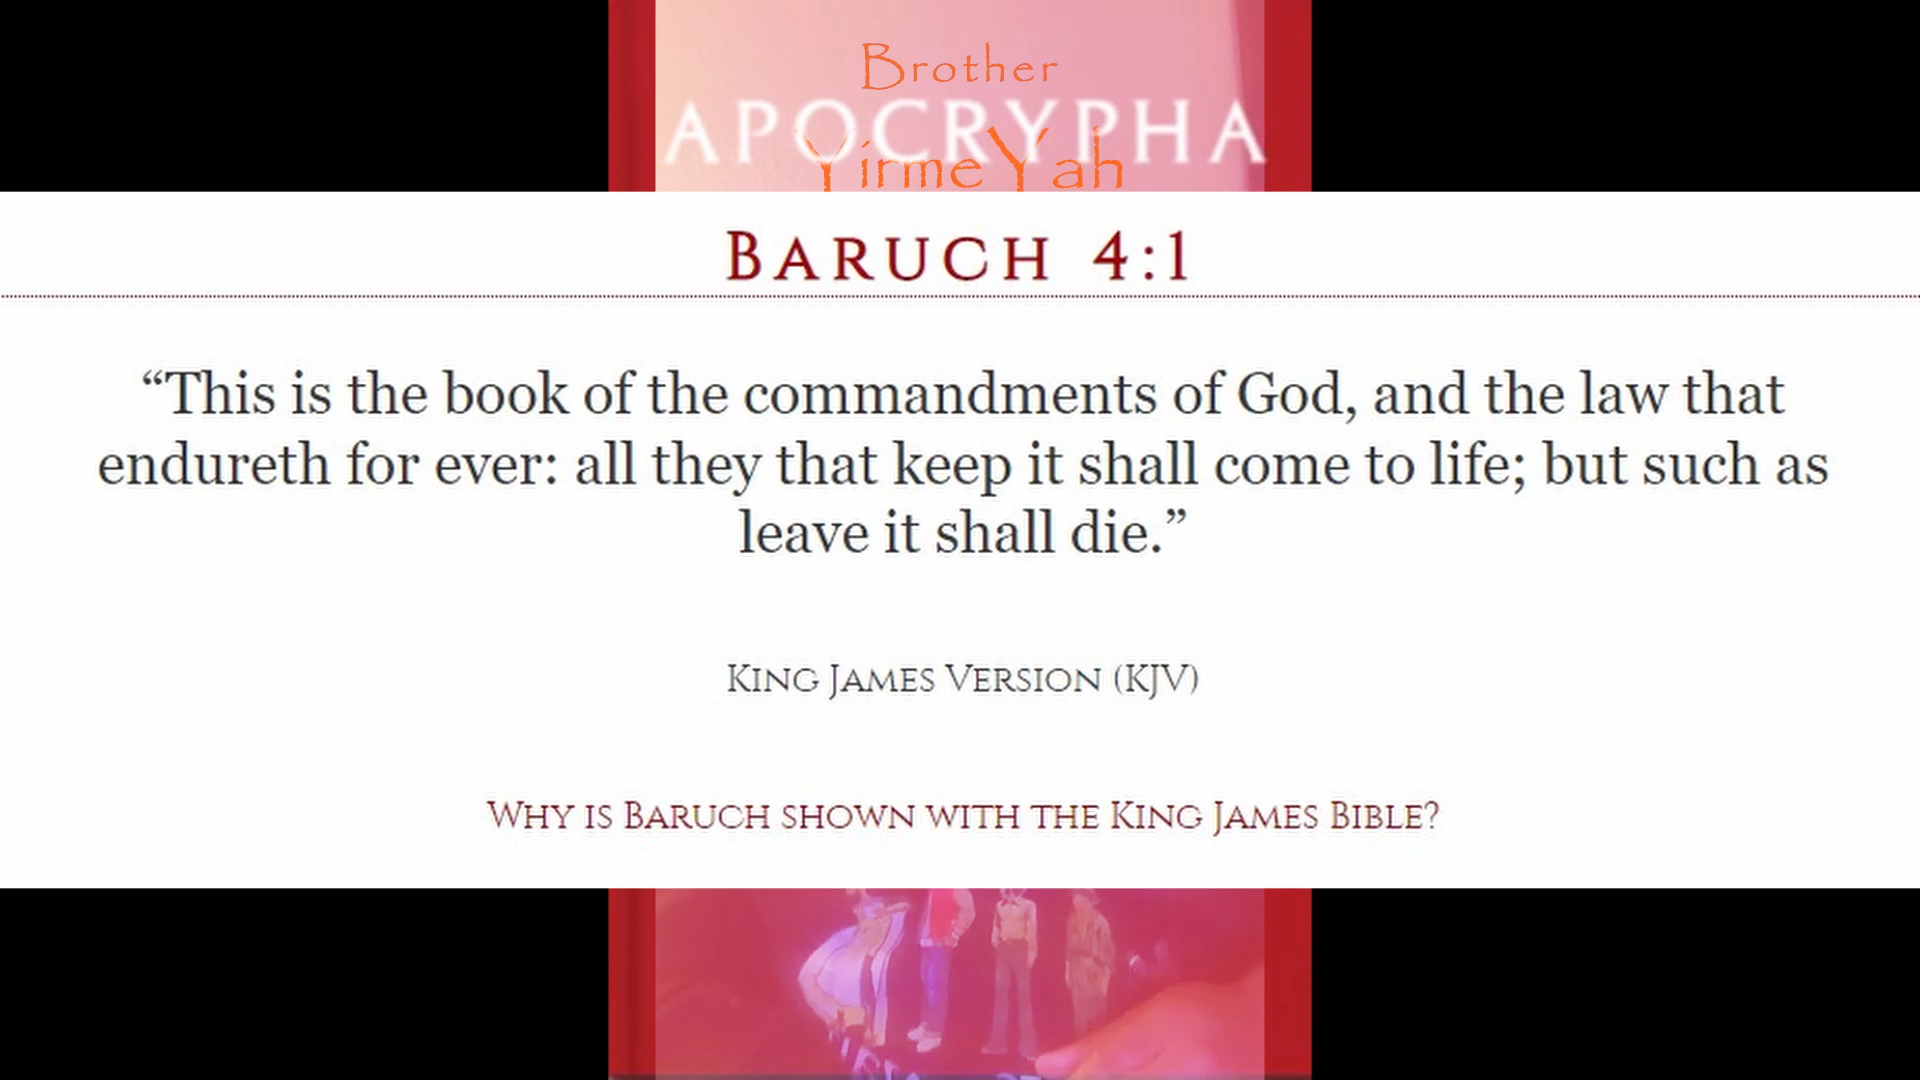 Brother
APOCRYPHA
YirmeYah
BARUCH 4:1
“This is the book of the commandments of God, and the law that
endureth for ever: all they that keep it shall come to life; but such as
leave it shall die.”
KING JAMES VERSION (KJV)
WHY IS BARUCH SHOWN WITH THE KING JAMES BIBLE?